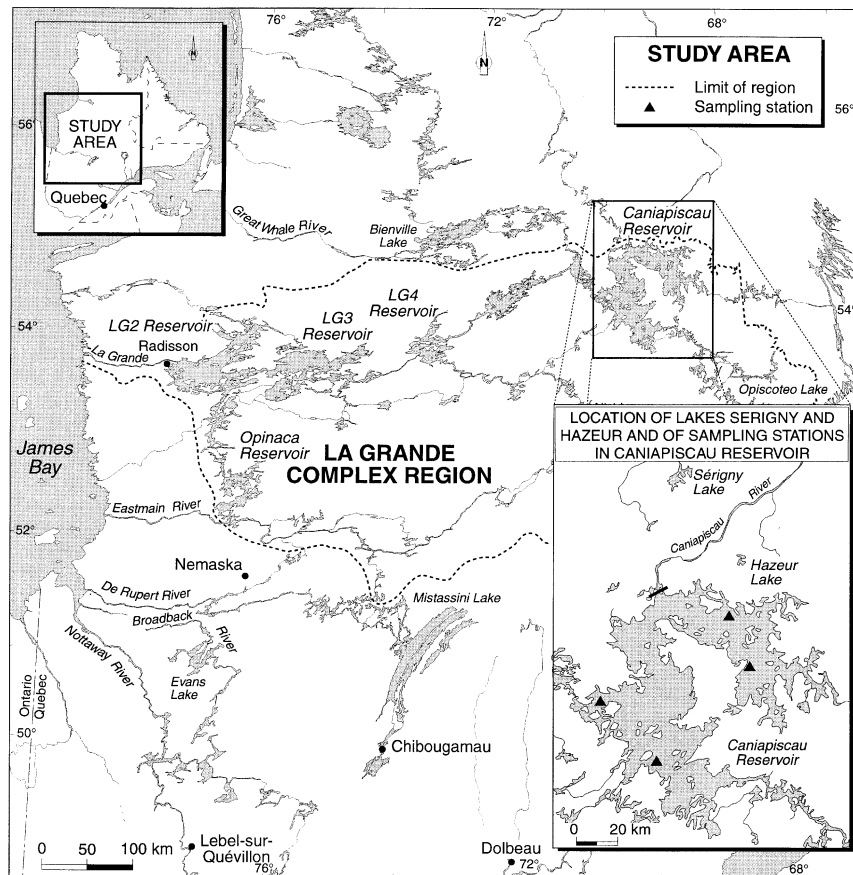 76°
72°
68°
N
STUDY AREA
Limit of region
Sampling station
56°
56°
STUDY
AREA
Quebec
Great Whale River
Bienville
Lake
Caniapiscau
Reservoir
LG4
Reservoir
LG3
Reservoir
54°
54°
LG2 Reservoir
Radisson
La Grande
Opiscoteo Lake
James
Bay
Opinaca
Reservoir
LA GRANDE
COMPLEX REGION
Eastmain River
52°
Nemaska
De Rupert River
Broadback
River
Mistassini Lake
Nottaway River
Evans
Lake
Ontario
Quebec
50°
Chibougamau
Lebel-sur-
Quévillon
Dolbeau
0 50 100 km
76°
72°
68°
LOCATION OF LAKES SERIGNY AND
HAZEUR AND OF SAMPLING STATIONS
IN CANIAPISCAU RESERVOIR
Sérigny
Lake
Caniapiscau River
Hazeur
Lake
Caniapiscau
Reservoir
0 20 km